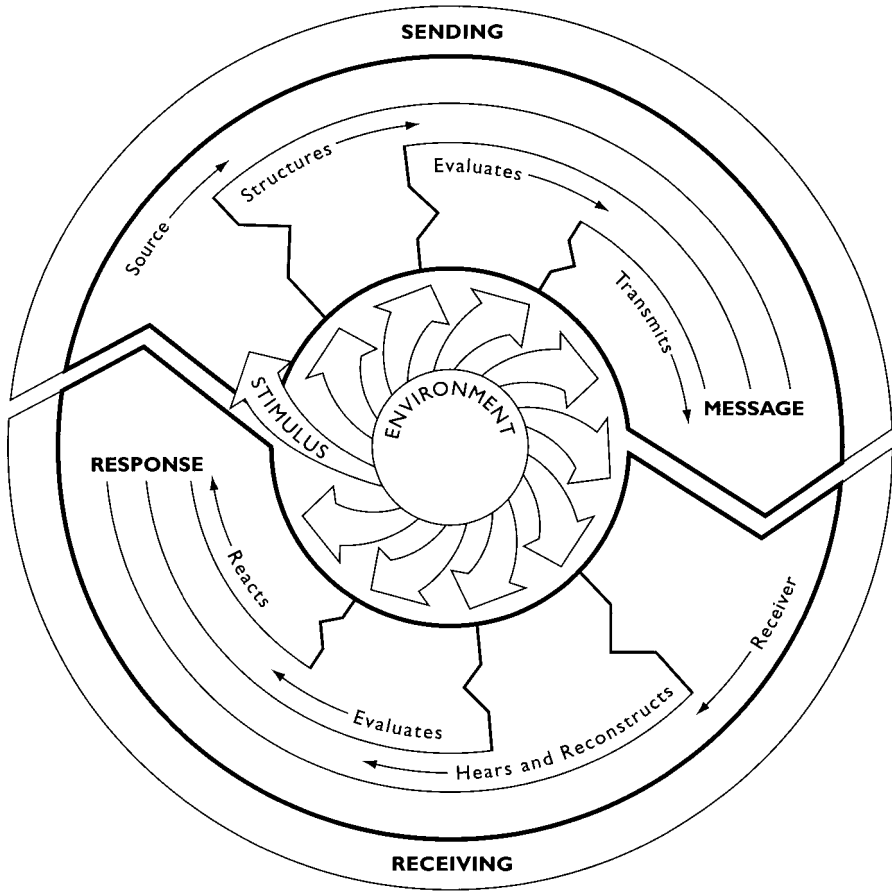 SENDING
Source
Structures
Evaluates
Transmits
MESSAGE
STIMULUS
ENVIRONMENT
RESPONSE
Reacts
Evaluates
Hears and Reconstructs
Receiver
RECEIVING